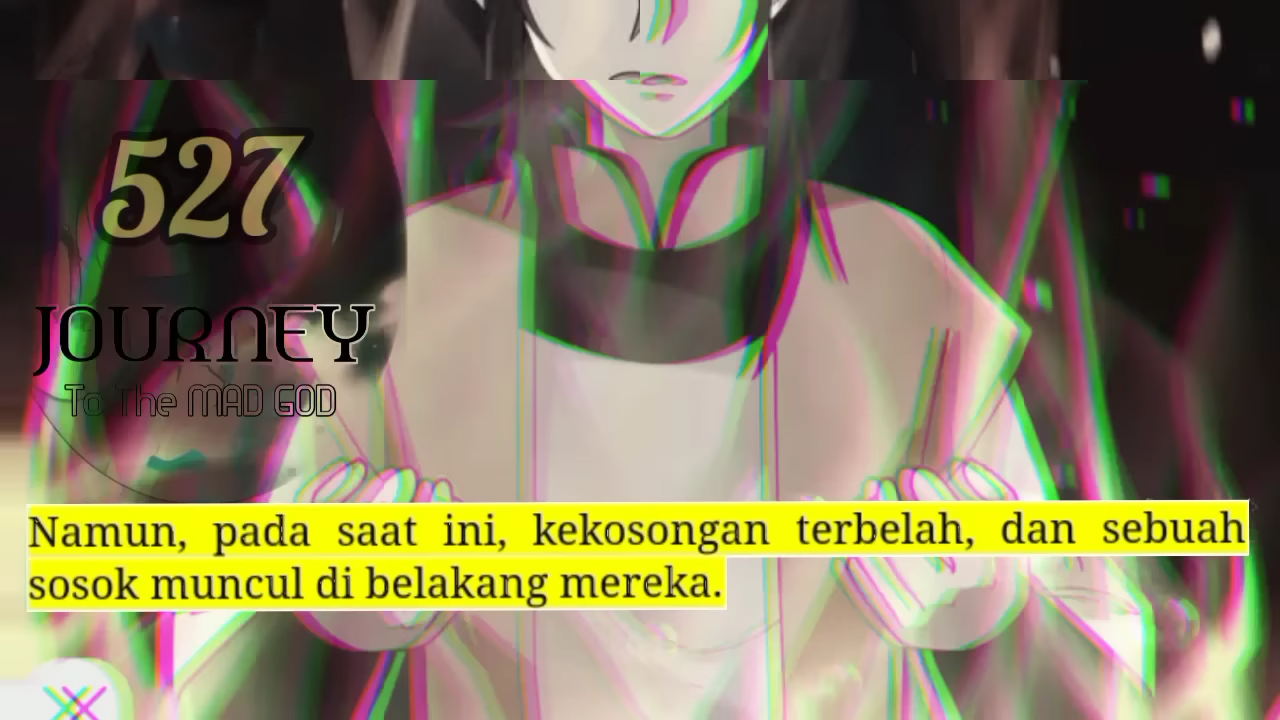 527
JOURNEY
To The MAD GOD
Namun, pada saat ini, kekosongan terbelah, dan sebuah
sosok muncul di belakang mereka.